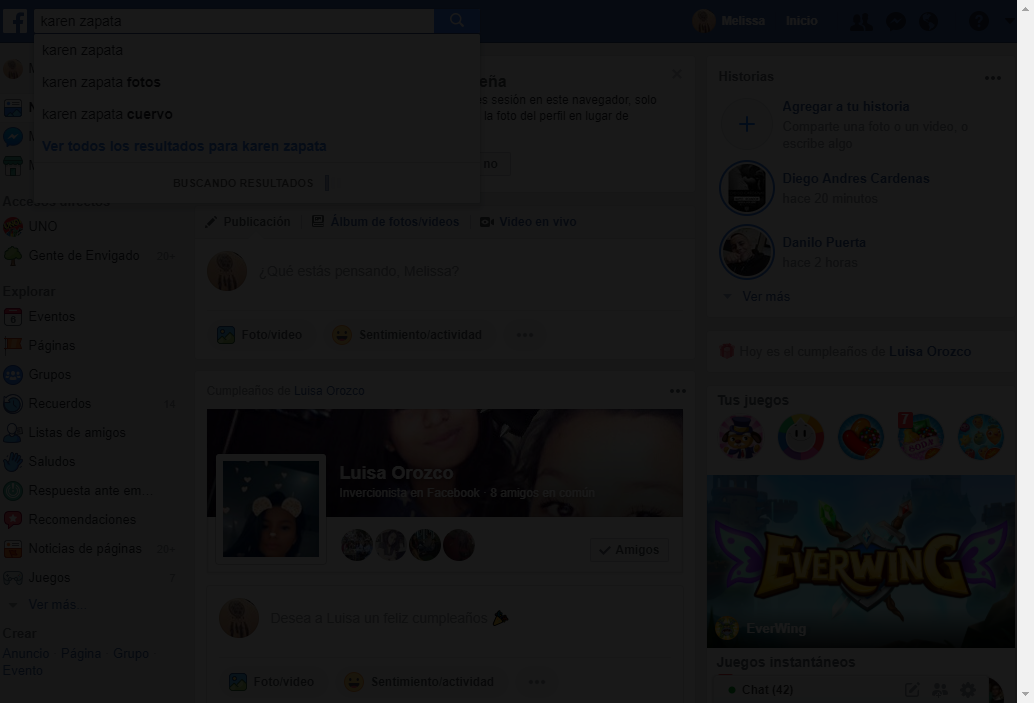 karen zapata
Melissa
Inicio
karen zapata
karen zapata fotos
karen zapata cuervo
Ver todos los resultados para karen zapata
BUSCANDO RESULTADOS
eña
sesión en este navegador, solo
la foto del perfil en lugar de
no
UNO
Gente de Envigado 20+
Explorar
Eventos
Páginas
Grupos
Recuerdos 14
Listas de amigos
Saludos
Respuesta ante em...
Recomendaciones
Noticias de páginas 20+
Juegos 7
Ver más...
Crear
Anuncio Página Grupo
Evento
Publicación
Álbum de fotos/videos
Video en vivo
¿Qué estás pensando, Melissa?
Foto/video
Sentimiento/actividad
Cumpleaños de Luisa Orozco
Luisa Orozco
Invercionista en Facebook · 8 amigos en común
Amigos
Desea a Luisa un feliz cumpleaños
Foto/video
Sentimiento/actividad
Historias
Agregar a tu historia
Comparte una foto o un video, o
escribe algo
Diego Andres Cardenas
hace 20 minutos
Danilo Puerta
hace 2 horas
Ver más
Hoy es el cumpleaños de Luisa Orozco
Tus juegos
7
EVERWING
EverWing
Juegos instantáneos
Chat (42)